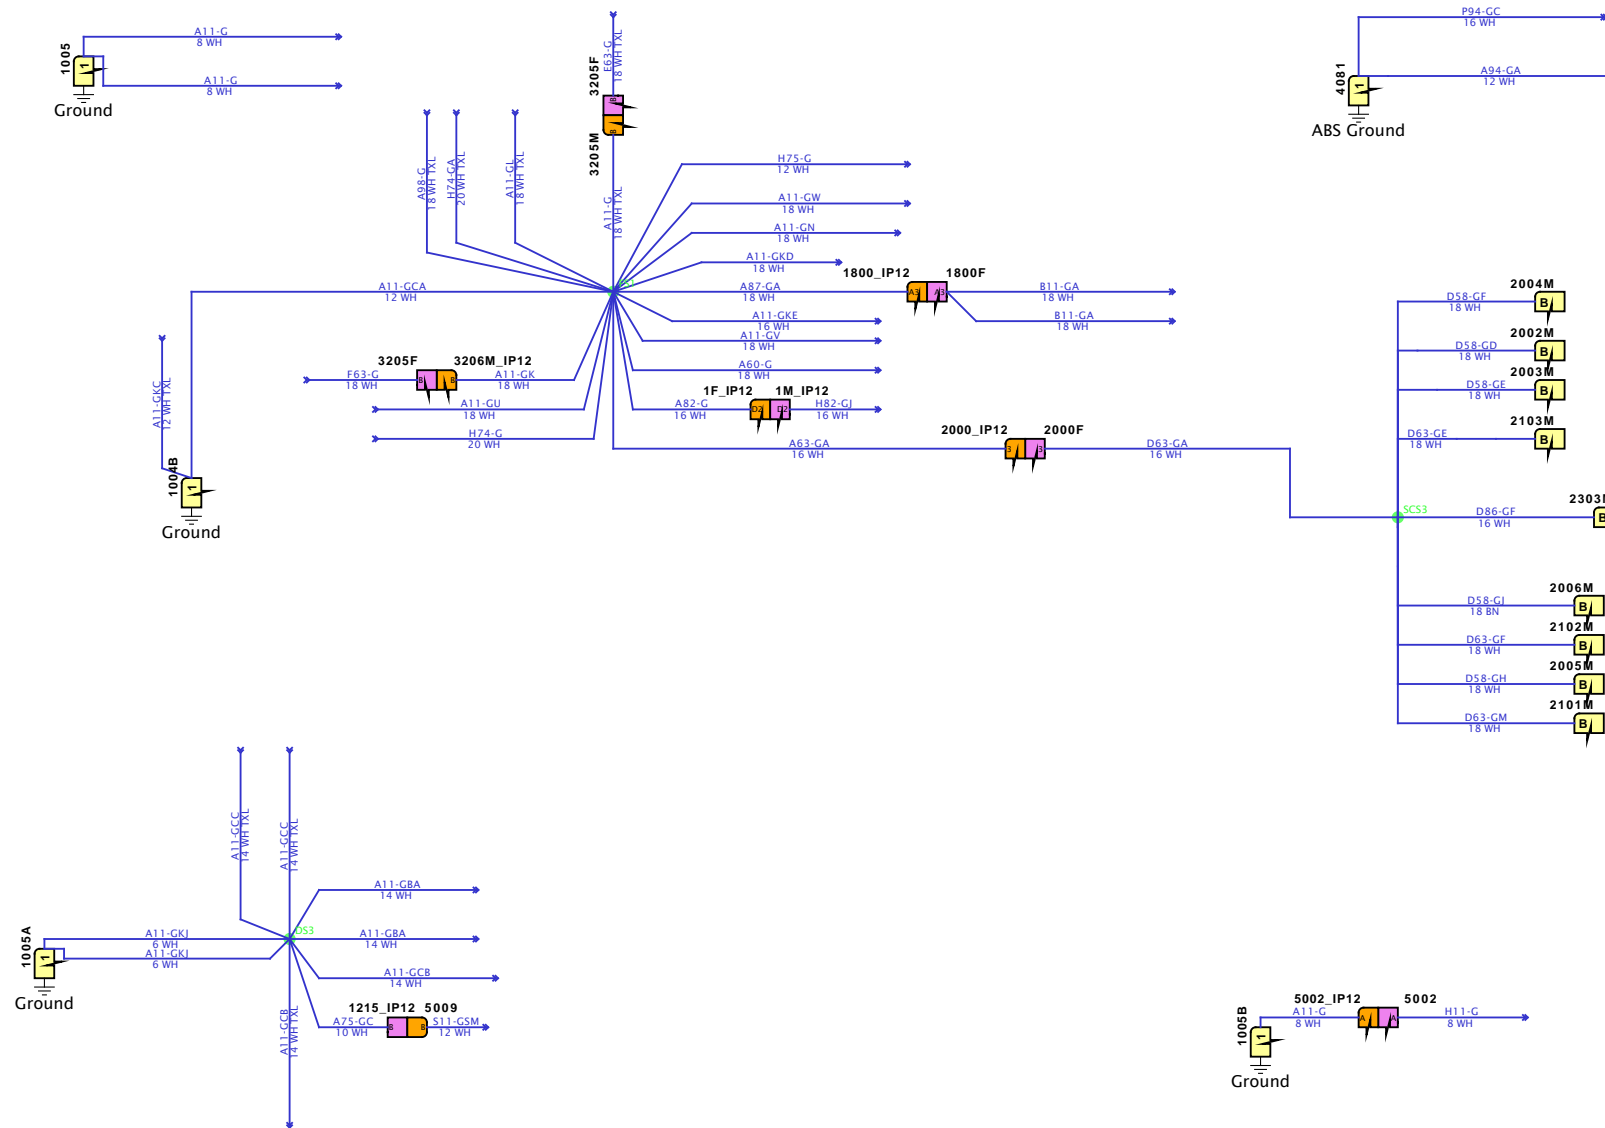 1005
1
Ground
A11-G
8 WH
A11-G
8 WH
3205F
E63-G
18 WH TXL
B
B
3205M
A11-G
18 WH TXL
A98-G
18 WH TXL
H74-GA
20 WH TXL
A11-GL
18 WH TXL
H75-G
12 WH
A11-GW
18 WH
A11-GN
18 WH
A11-GKD
18 WH
A87-GA
18 WH
1800_IP12
1800F
A3
A3
B11-GA
18 WH
B11-GA
18 WH
A11-GKE
16 WH
A11-GV
18 WH
A60-G
18 WH
A82-G
16 WH
1F_IP12
1M_IP12
D2
D2
H82-GJ
16 WH
A63-GA
16 WH
2000_IP12
2000F
3
3
D63-GA
16 WH
A11-GCA
12 WH
A11-GKC
12 WH TXL
1004B
1
Ground
3205F
3206M_IP12
F63-G
18 WH
B
B
A11-GK
18 WH
A11-GU
18 WH
H74-G
20 WH
P94-GC
16 WH
4081
1
ABS Ground
A94-GA
12 WH
2004M
D58-GF
18 WH
B
2002M
D58-GD
18 WH
B
2003M
D58-GE
18 WH
B
2103M
D63-GE
18 WH
B
SCS3
D86-GF
16 WH
B
2006M
D58-GJ
18 BN
B
2102M
D63-GF
18 WH
B
2005M
D58-GH
18 WH
B
2101M
D63-GM
18 WH
B
A11-GCC
14 WH TXL
A11-GCC
14 WH TXL
A11-GBA
14 WH
DS3
A11-GBA
14 WH
A11-GCB
14 WH
1215_IP12
5009
A75-GC
10 WH
B
B
S11-GSM
12 WH
A11-GCB
14 WH TXL
1005A
1
Ground
A11-GKJ
6 WH
A11-GKJ
6 WH
1005B
1
Ground
A11-G
8 WH
5002_IP12
5002
A
A
H11-G
8 WH